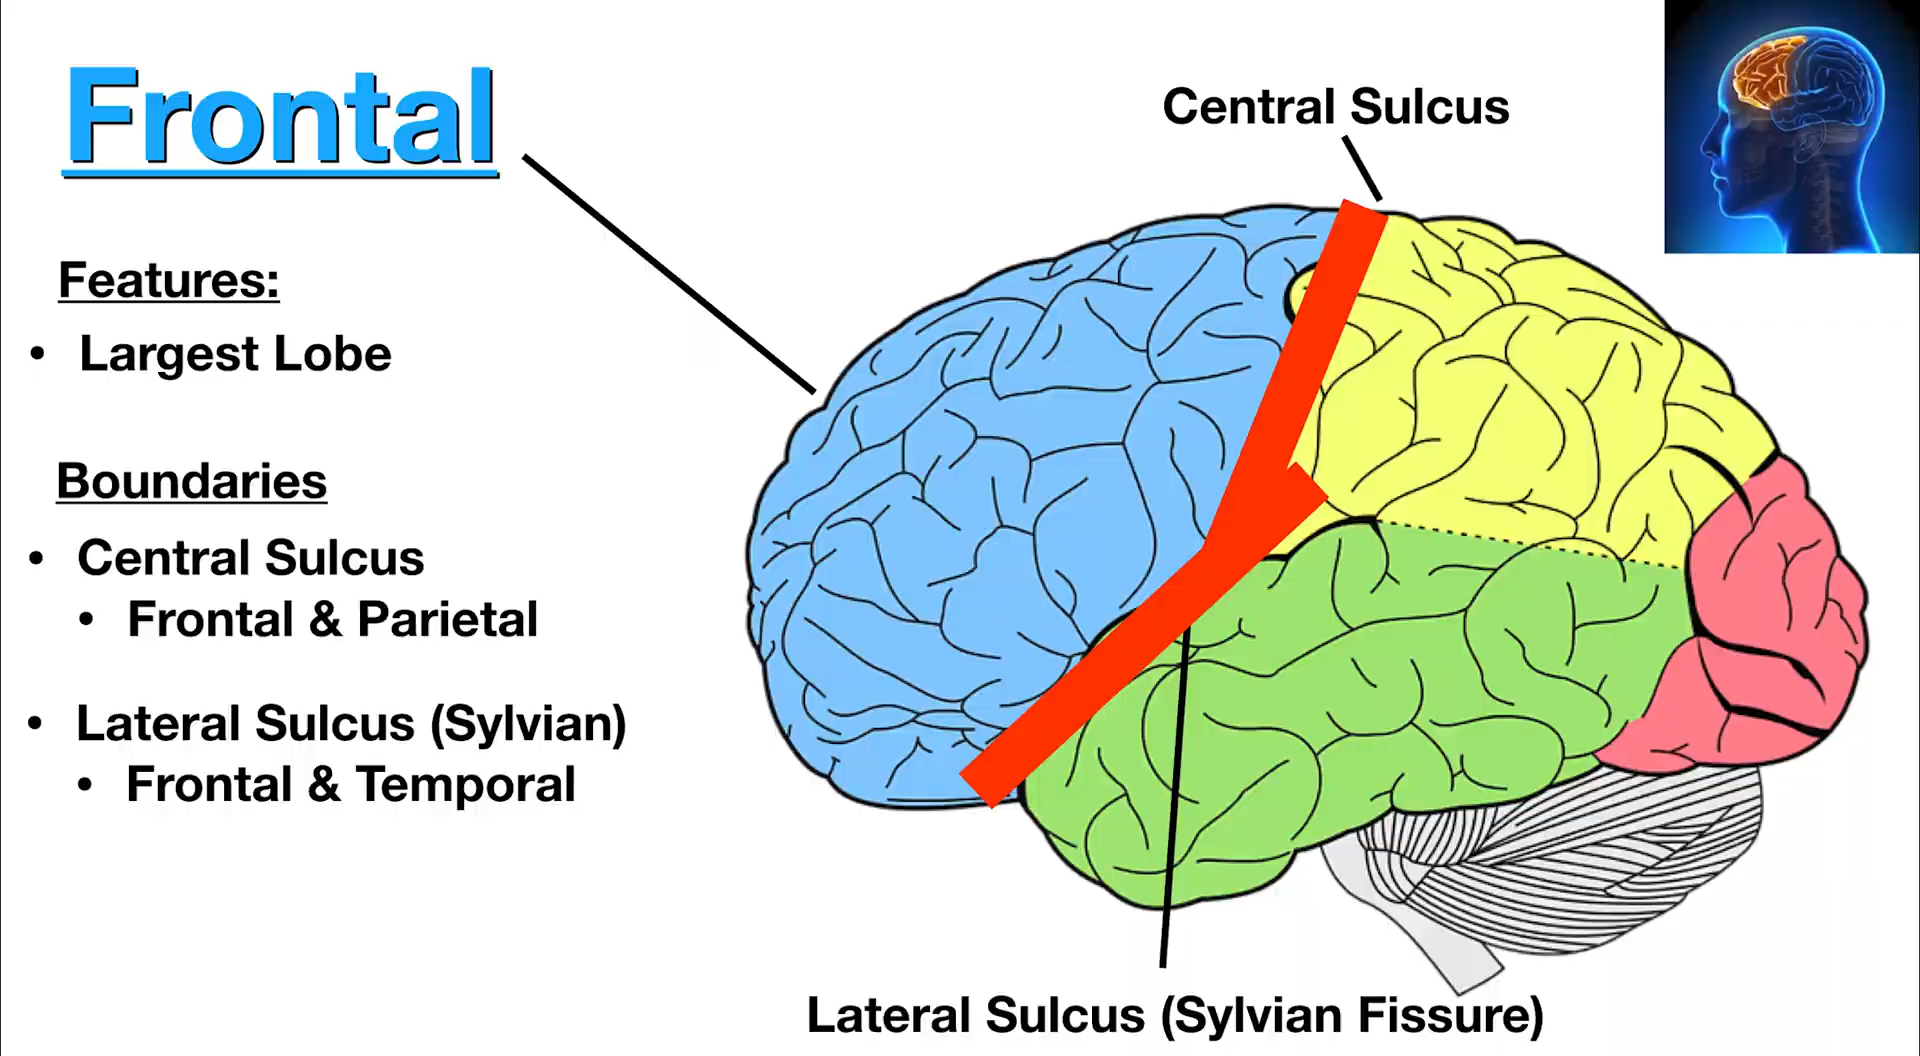 Frontal
Central Sulcus
Features:
• Largest Lobe
Boundaries
• Central Sulcus
• Frontal & Parietal
• Lateral Sulcus (Sylvian)
• Frontal & Temporal
Lateral Sulcus (Sylvian Fissure)